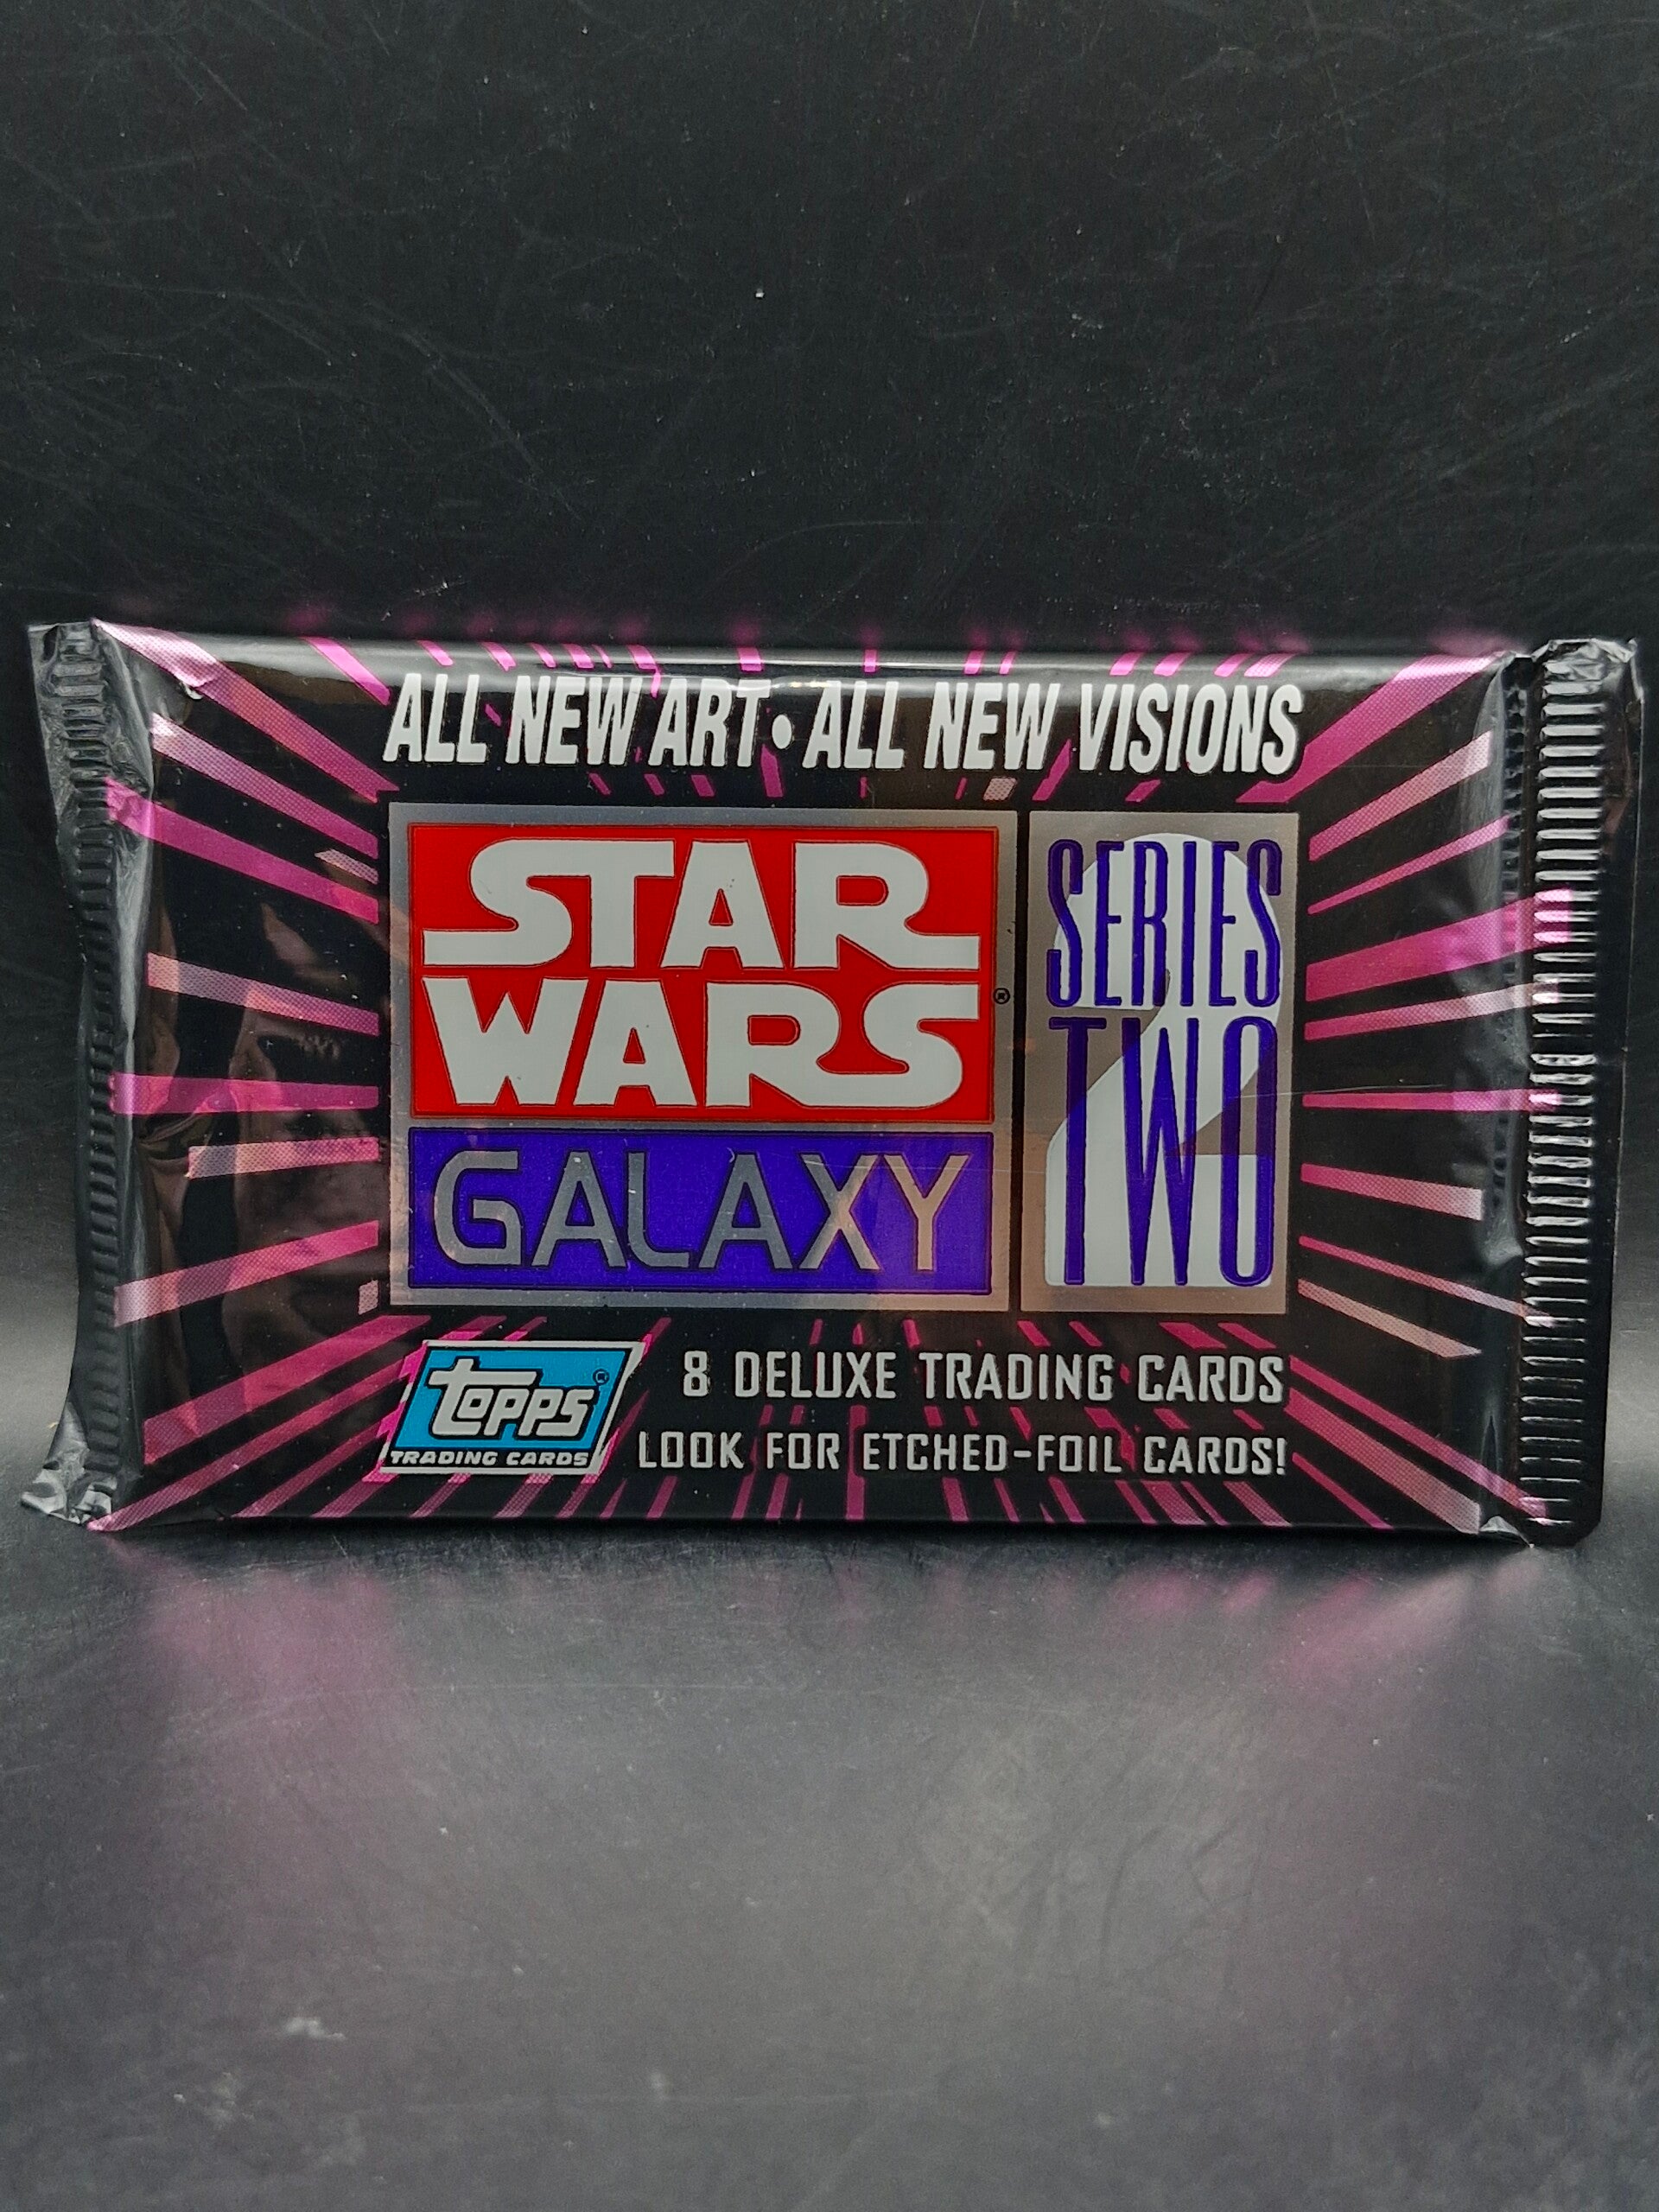 ALL NEW ART • ALL NEW VISIONS
STAR
WARS®
GALAXY
2
SERIES
TWO
topps®
TRADING CARDS
8 DELUXE TRADING CARDS
LOOK FOR ETCHED-FOIL CARDS!